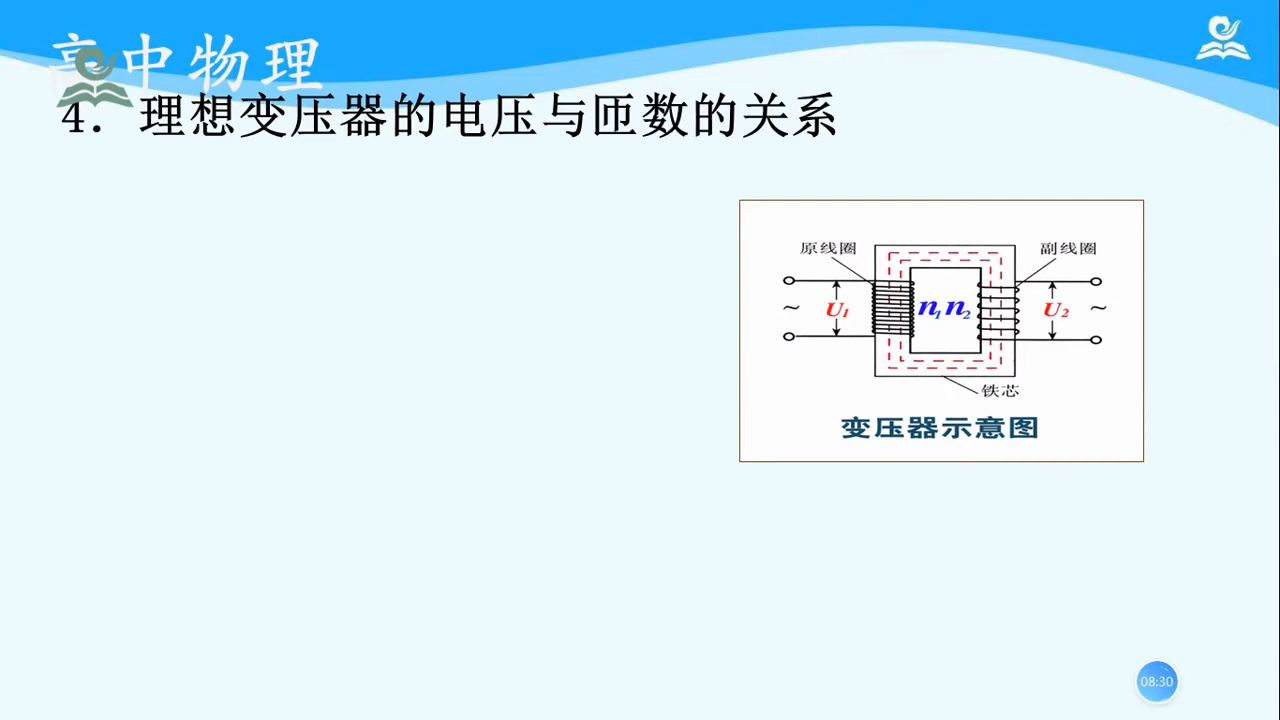 高中物理
4. 理想变压器的电压与匝数的关系
原线圈 副线圈
~ U₁ n₁ n₂ U₂ ~
铁芯
变压器示意图
08:30